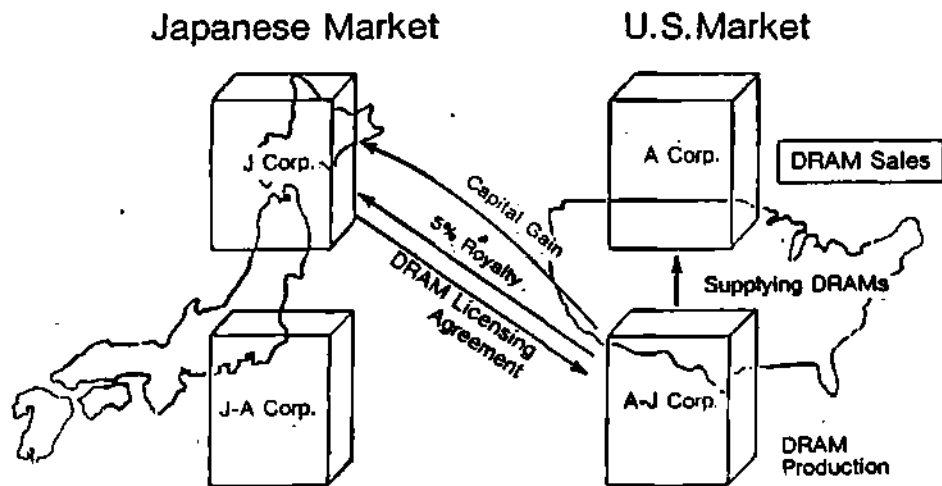 Japanese Market
U.S.Market
J Corp.
A Corp.
DRAM Sales
Capital Gain
5% Royalty
DRAM Licensing
Agreement
Supplying DRAMs
J-A Corp.
A-J Corp.
DRAM
Production